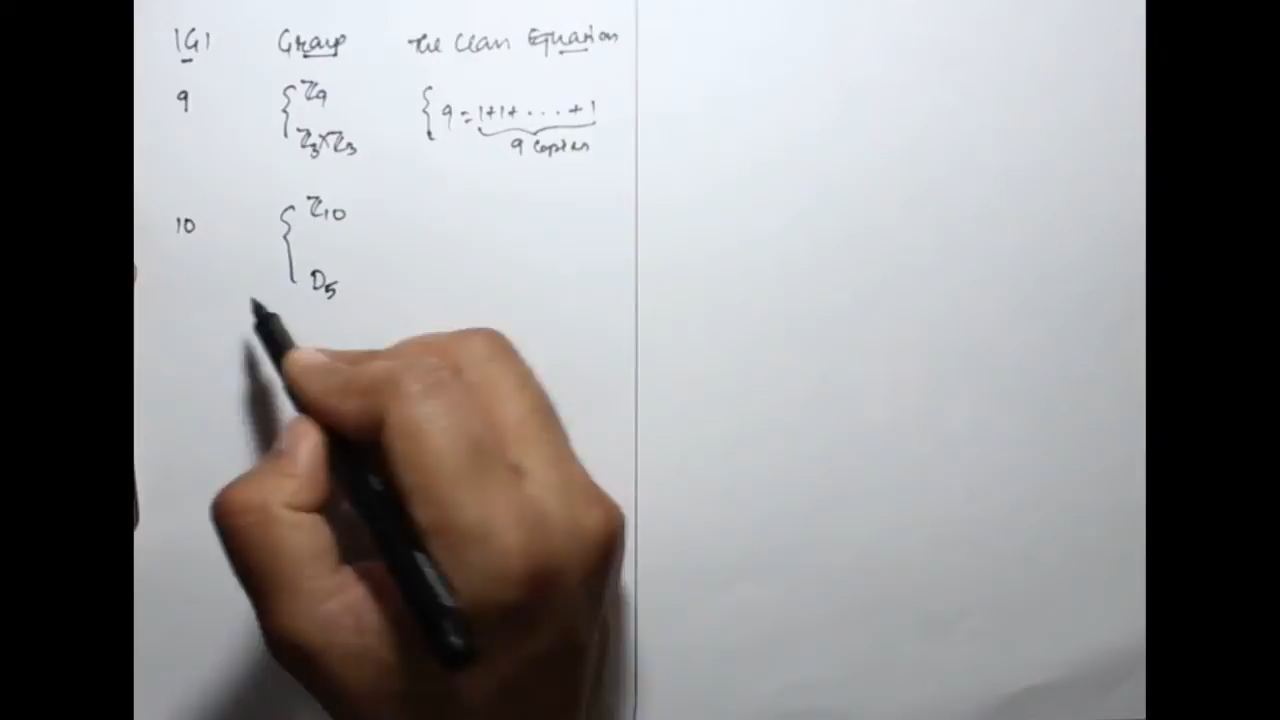 |G| Group The Class Equation
9 { Z9 { 9 = 1+1+ ... + 1
Z3 x Z3 9 copies
10 { Z10
D5